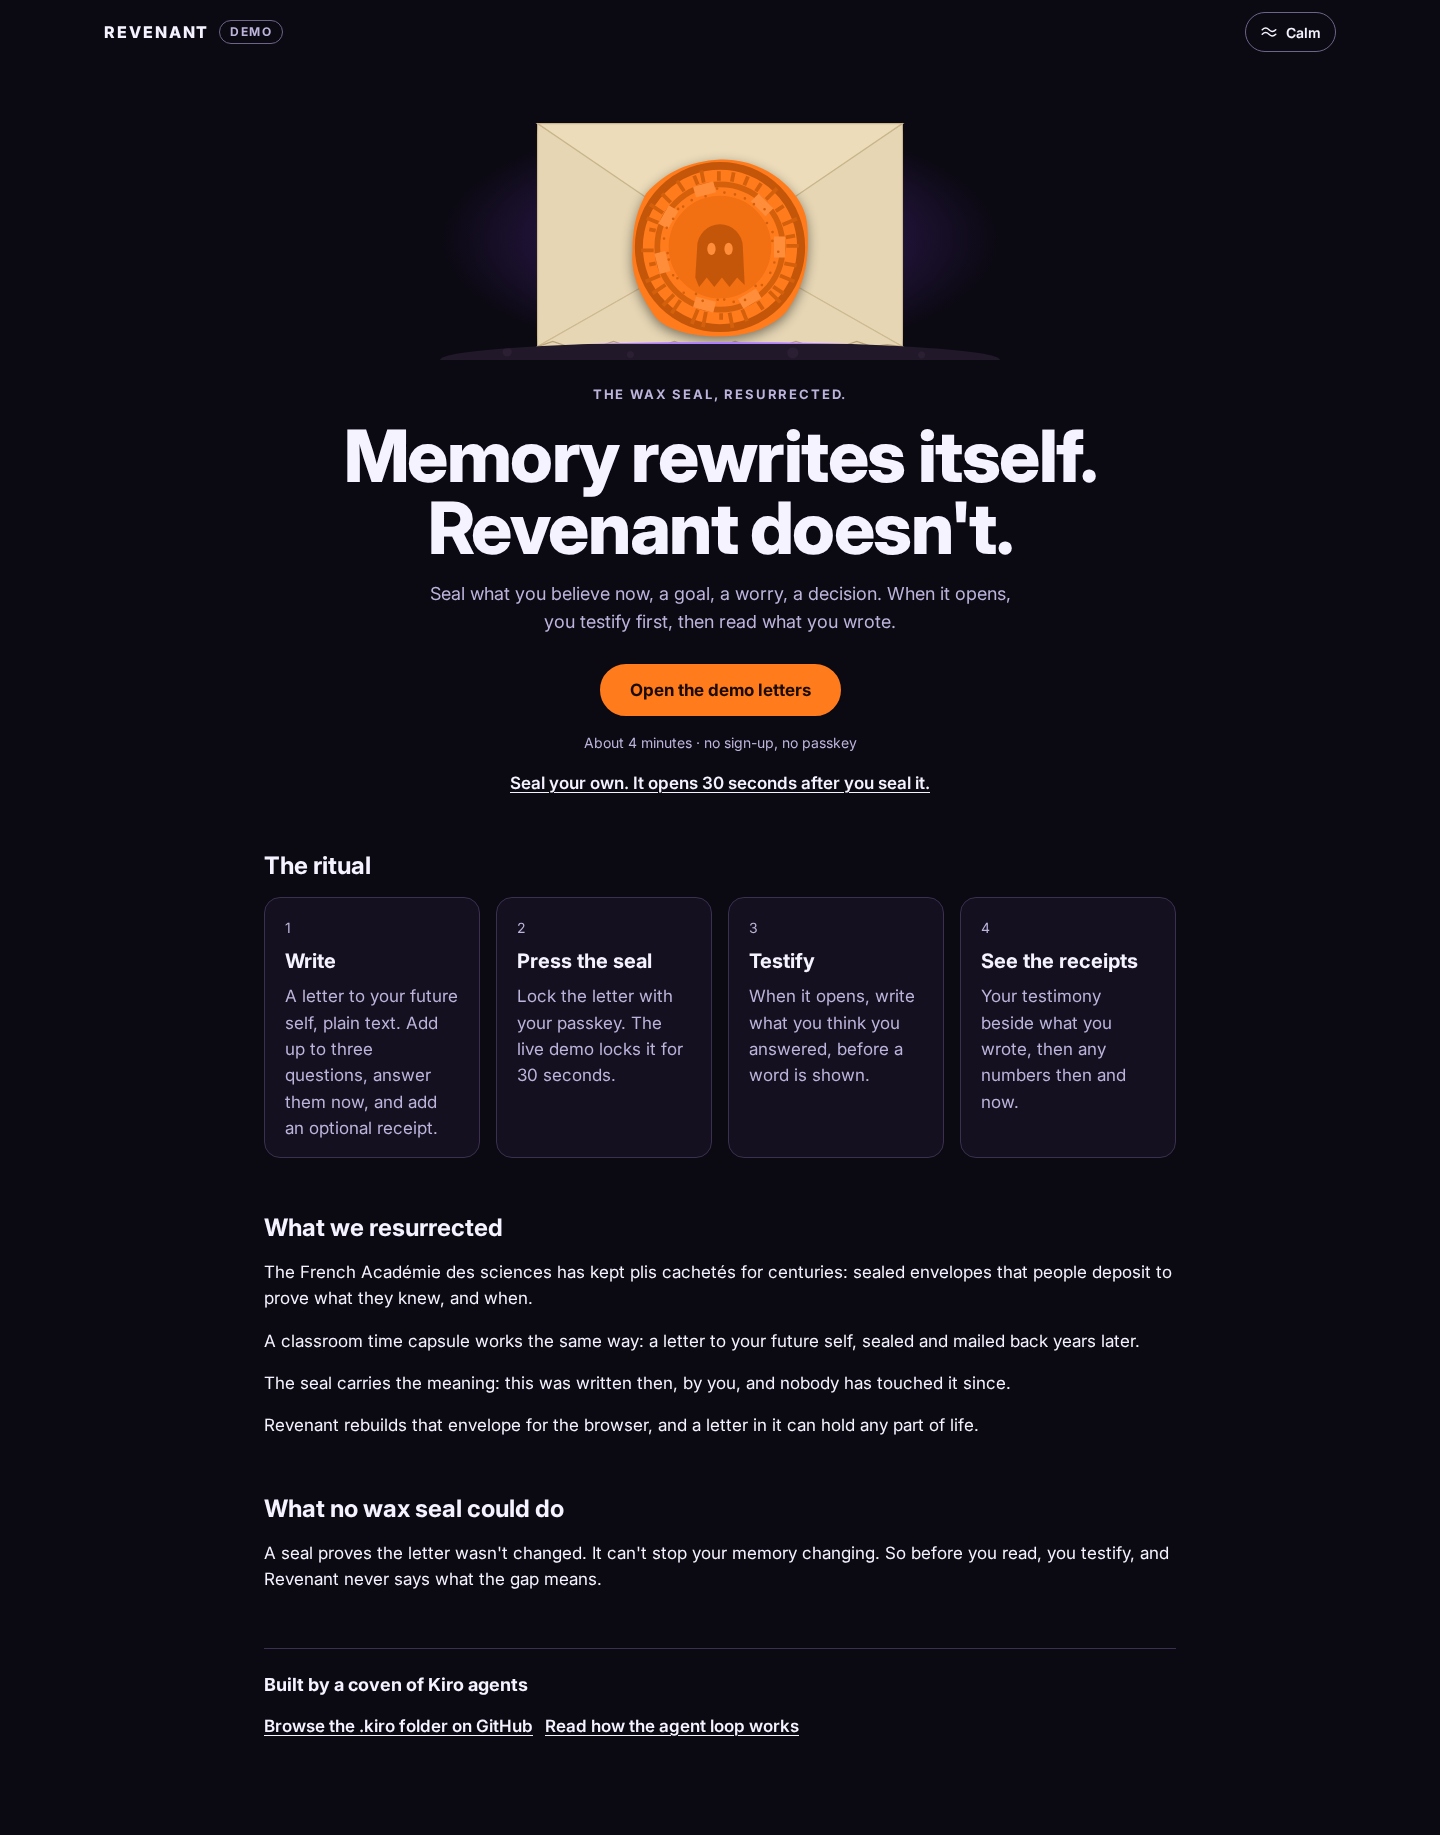 REVENANT DEMO
Calm
THE WAX SEAL, RESURRECTED.
Memory rewrites itself.
Revenant doesn't.
Seal what you believe now, a goal, a worry, a decision. When it opens,
you testify first, then read what you wrote.
Open the demo letters
About 4 minutes · no sign-up, no passkey
Seal your own. It opens 30 seconds after you seal it.
The ritual
1
Write
A letter to your future
self, plain text. Add
up to three
questions, answer
them now, and add
an optional receipt.
2
Press the seal
Lock the letter with
your passkey. The
live demo locks it for
30 seconds.
3
Testify
When it opens, write
what you think you
answered, before a
word is shown.
4
See the receipts
Your testimony
beside what you
wrote, then any
numbers then and
now.
What we resurrected
The French Académie des sciences has kept plis cachetés for centuries: sealed envelopes that people deposit to
prove what they knew, and when.
A classroom time capsule works the same way: a letter to your future self, sealed and mailed back years later.
The seal carries the meaning: this was written then, by you, and nobody has touched it since.
Revenant rebuilds that envelope for the browser, and a letter in it can hold any part of life.
What no wax seal could do
A seal proves the letter wasn't changed. It can't stop your memory changing. So before you read, you testify, and
Revenant never says what the gap means.
Built by a coven of Kiro agents
Browse the .kiro folder on GitHub Read how the agent loop works